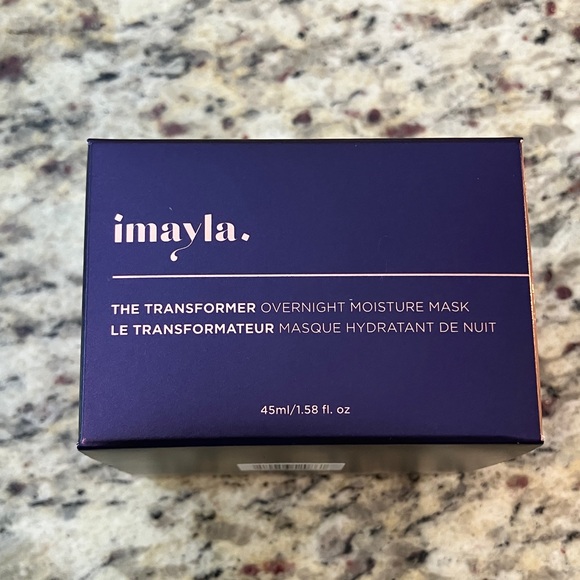 imayla.
THE TRANSFORMER OVERNIGHT MOISTURE MASK
LE TRANSFORMATEUR MASQUE HYDRATANT DE NUIT
45ml/1.58 fl. oz